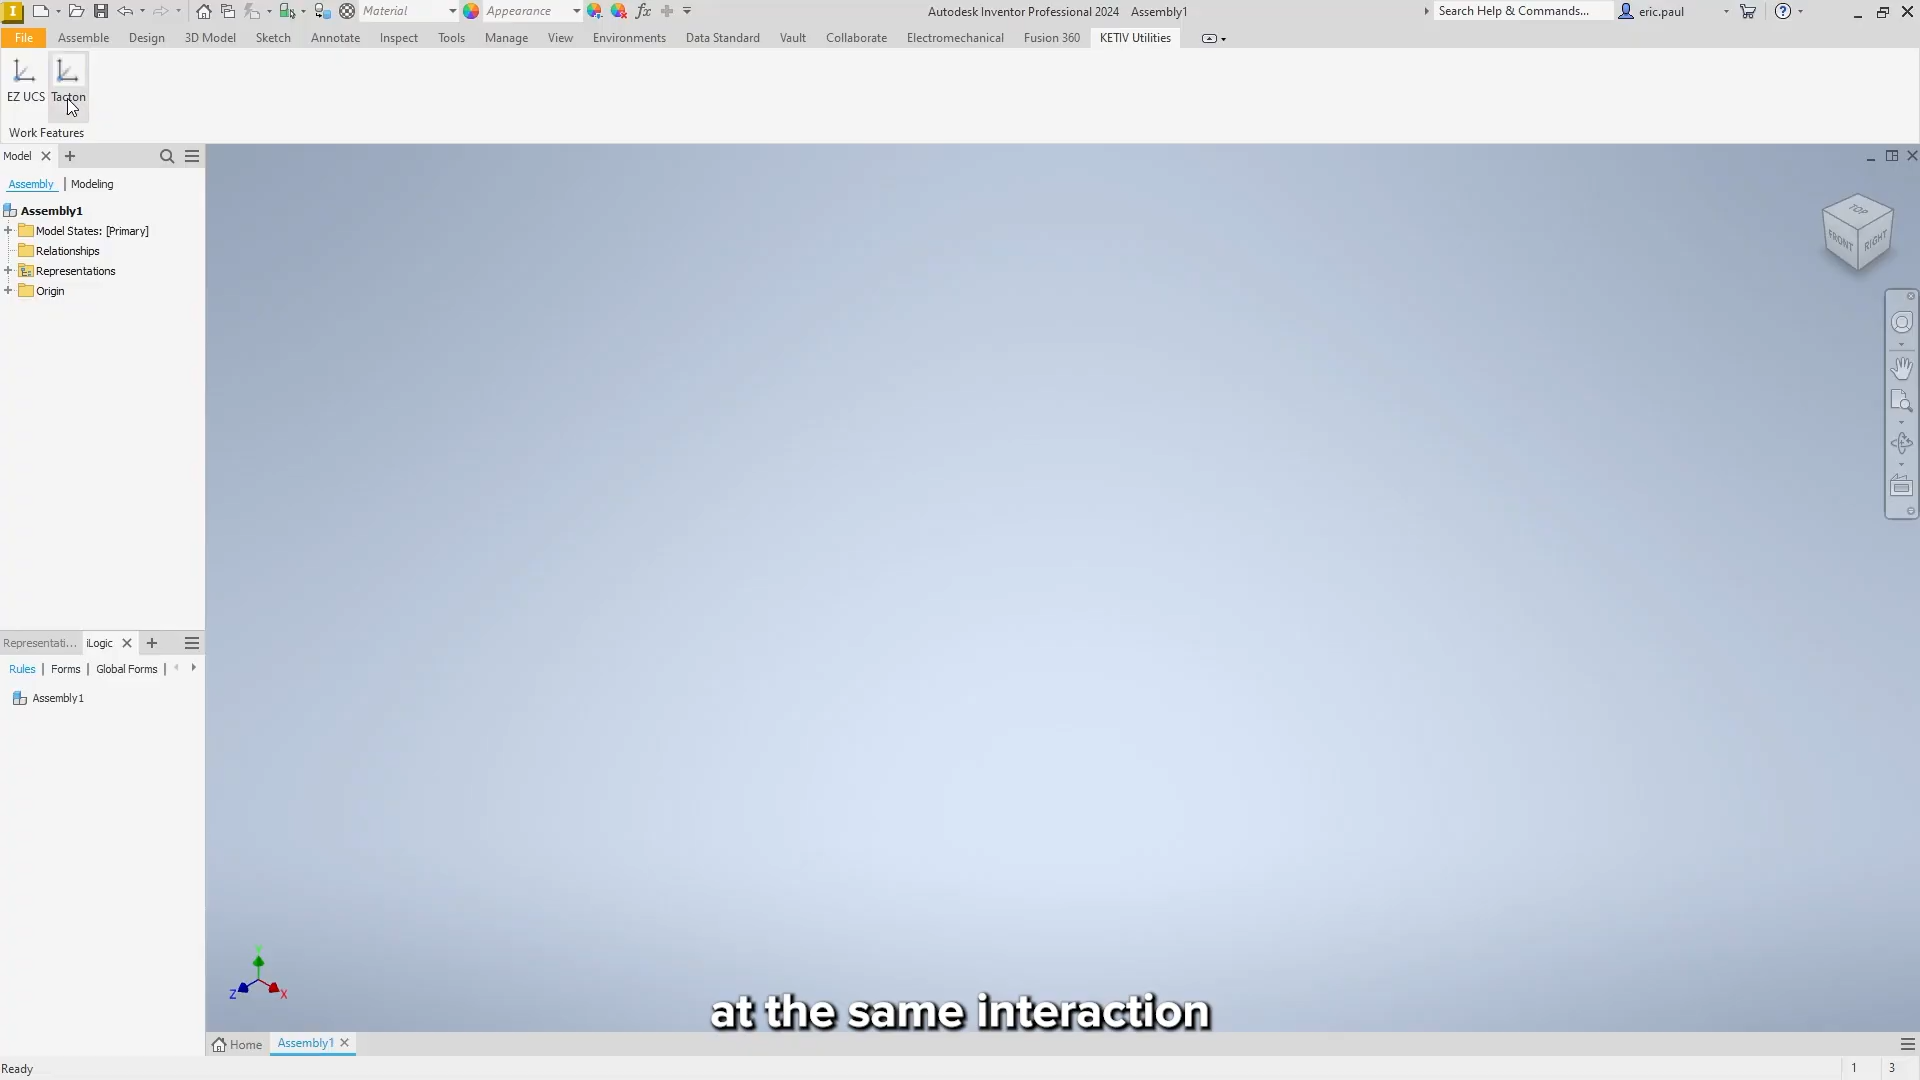 Material
Appearance
Autodesk Inventor Professional 2024 Assembly1
Search Help & Commands...
eric.paul
File Assemble Design 3D Model Sketch Annotate Inspect Tools Manage View Environments Data Standard Vault Collaborate Electromechanical Fusion 360 KETIV Utilities
EZ UCS Tacton
Work Features
Model
Assembly | Modeling
Assembly1
Model States: [Primary]
Relationships
Representations
Origin
TOP
FRONT RIGHT
Representati... iLogic
Rules | Forms | Global Forms |
Assembly1
Y
Z X
at the same interaction
Home Assembly1
Ready 1 3